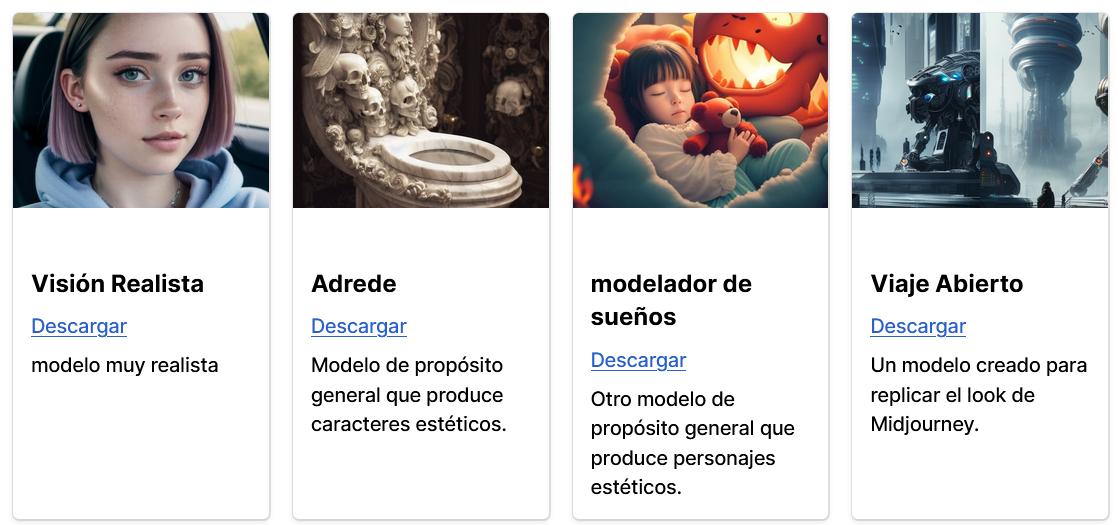 Visión Realista
Descargar
modelo muy realista
Adrede
Descargar
Modelo de propósito
general que produce
caracteres estéticos.
modelador de
sueños
Descargar
Otro modelo de
propósito general que
produce personajes
estéticos.
Viaje Abierto
Descargar
Un modelo creado para
replicar el look de
Midjourney.